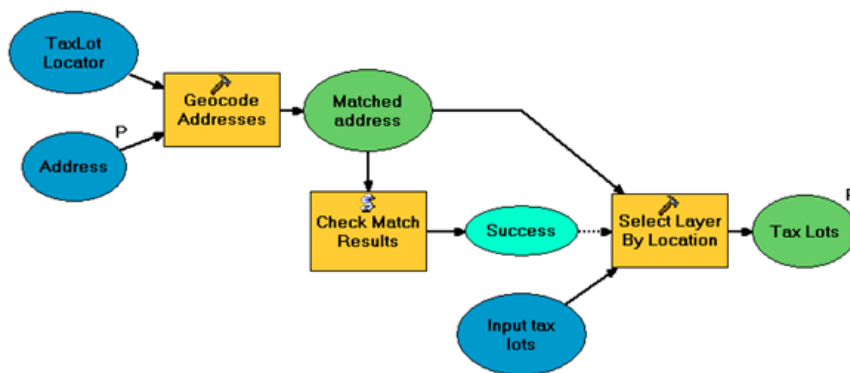 TaxLot
Locator
Geocode
Addresses
Matched
address
P
Address
Check Match
Results
Success
Select Layer
By Location
P
Tax Lots
Input tax
lots